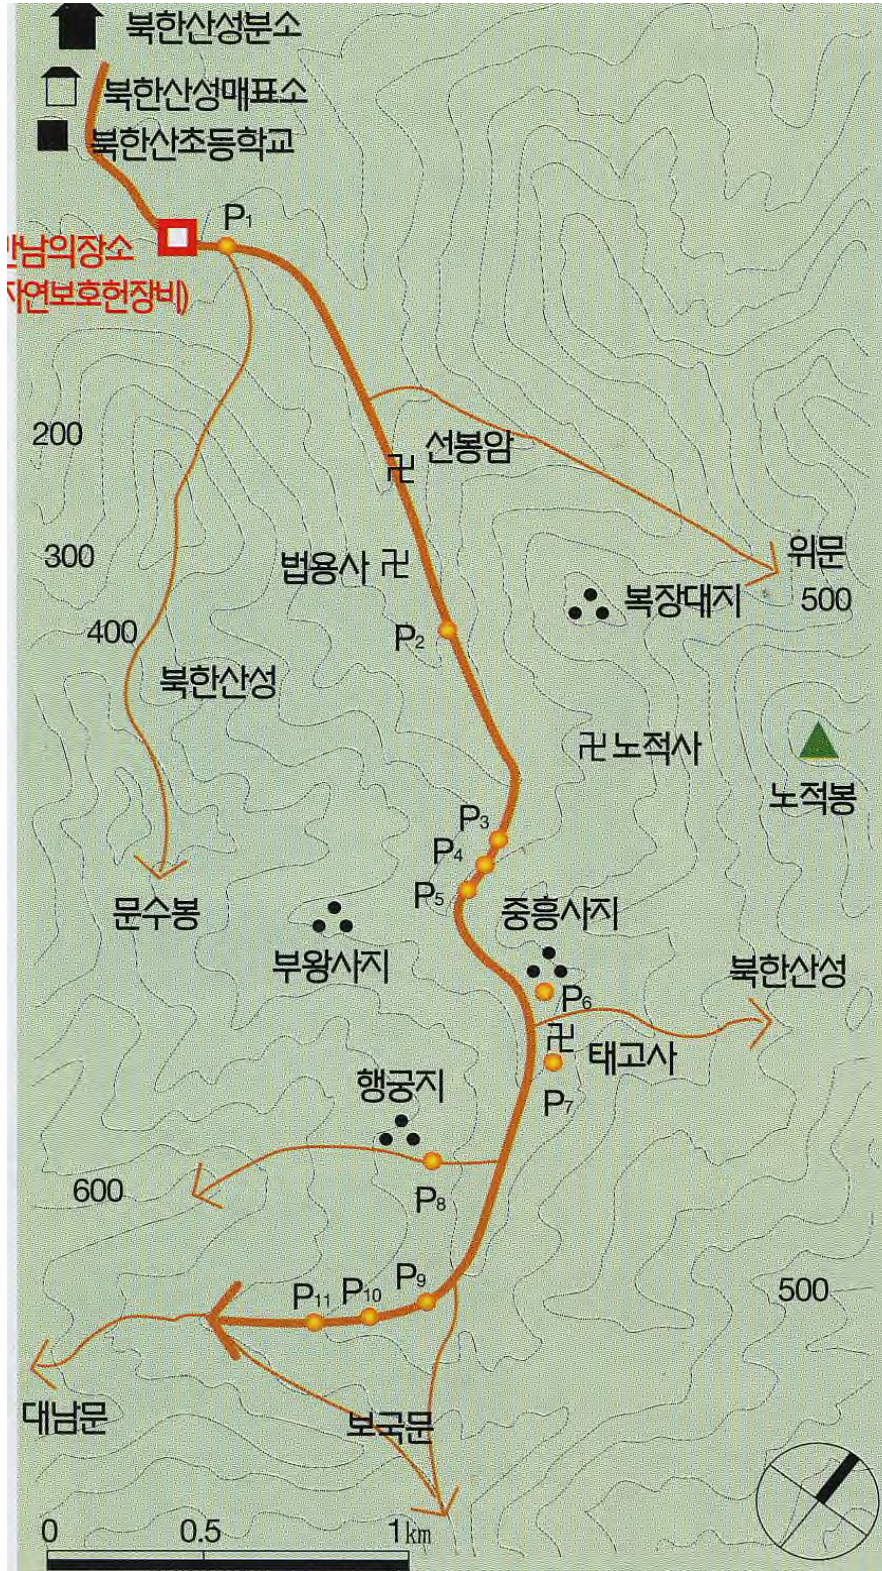 북한산성분소
북한산성매표소
북한산초등학교
P1
만남의장소
자연보호헌장비)
200
선봉암
卍
300
법용사 卍
위문
500
복장대지
400
P2
북한산성
卍 노적사
노적봉
P3
P4
P5
문수봉
중흥사지
부왕사지
북한산성
P6
卍
태고사
행궁지
P7
600
P8
P9
P10
P11
500
대남문
보국문
0 0.5 1km